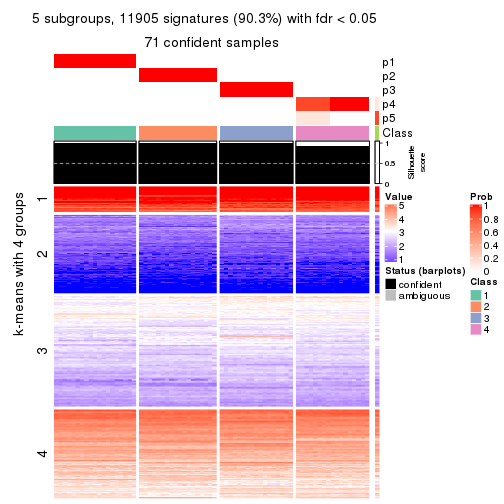 5 subgroups, 11905 signatures (90.3%) with fdr < 0.05
71 confident samples
p1
p2
p3
p4
p5
Class
1
0.5
0
Silhouette
score
k-means with 4 groups
1
2
3
4
Value
5
4
3
2
1
Status (barplots)
confident
ambiguous
Prob
1
0.8
0.6
0.4
0.2
0
Class
1
2
3
4